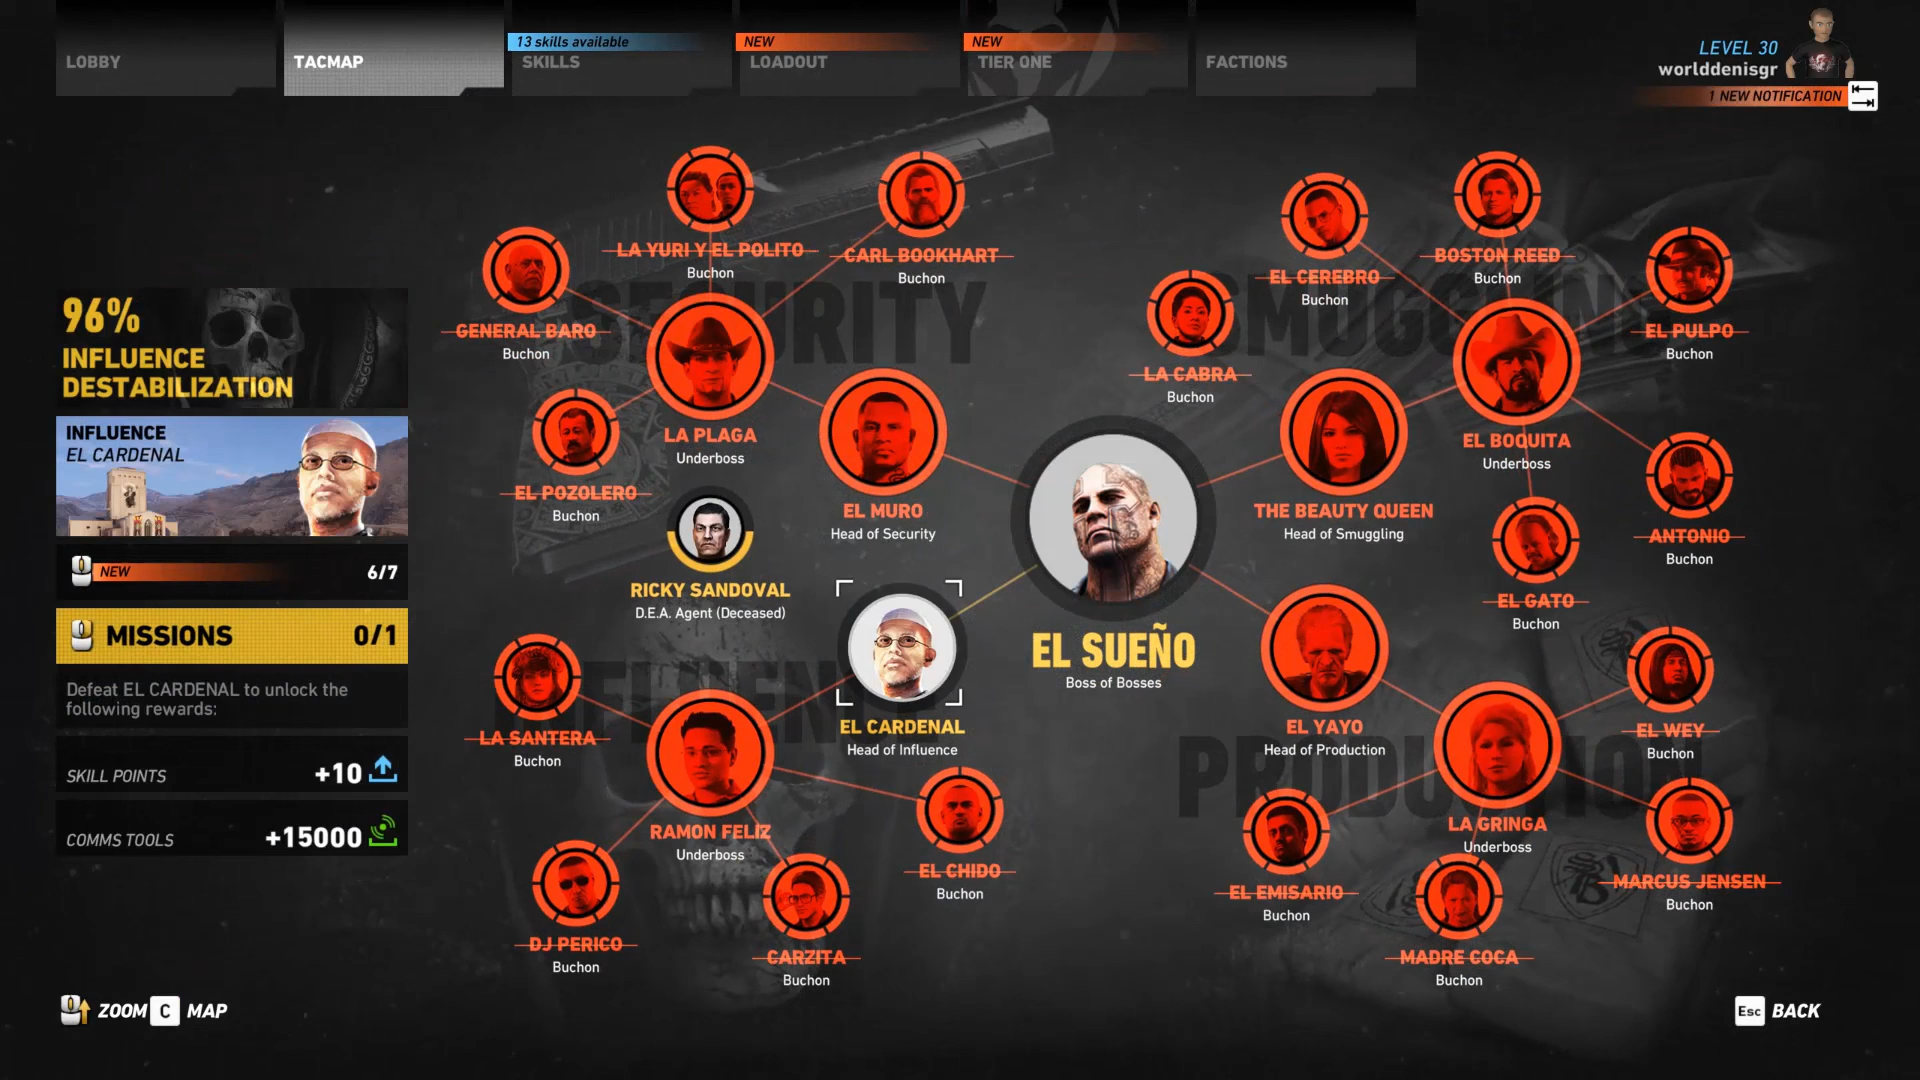 LOBBY
TACMAP
13 skills available
SKILLS
NEW
LOADOUT
NEW
TIER ONE
FACTIONS
LEVEL 30
worlddenisgr
1 NEW NOTIFICATION
96%
INFLUENCE
DESTABILIZATION
INFLUENCE
EL CARDENAL
NEW
6/7
MISSIONS
0/1
Defeat EL CARDENAL to unlock the
following rewards:
SKILL POINTS
+10
COMMS TOOLS
+15000
SECURITY
LA YURI Y EL POLITO
Buchon
CARL BOOKHART
Buchon
GENERAL BARO
Buchon
LA PLAGA
Underboss
EL POZOLERO
Buchon
EL MURO
Head of Security
RICKY SANDOVAL
D.E.A. Agent (Deceased)
SMUGGLING
EL CEREBRO
Buchon
BOSTON REED
Buchon
EL PULPO
Buchon
LA CABRA
Buchon
EL BOQUITA
Underboss
THE BEAUTY QUEEN
Head of Smuggling
ANTONIO
Buchon
EL GATO
Buchon
EL SUEÑO
Boss of Bosses
INFLUENCE
EL CARDENAL
Head of Influence
LA SANTERA
Buchon
RAMON FELIZ
Underboss
EL CHIDO
Buchon
DJ PERICO
Buchon
CARZITA
Buchon
PRODUCTION
EL YAYO
Head of Production
EL WEY
Buchon
LA GRINGA
Underboss
EL EMISARIO
Buchon
MARCUS JENSEN
Buchon
MADRE COCA
Buchon
ZOOM
C
MAP
Esc
BACK